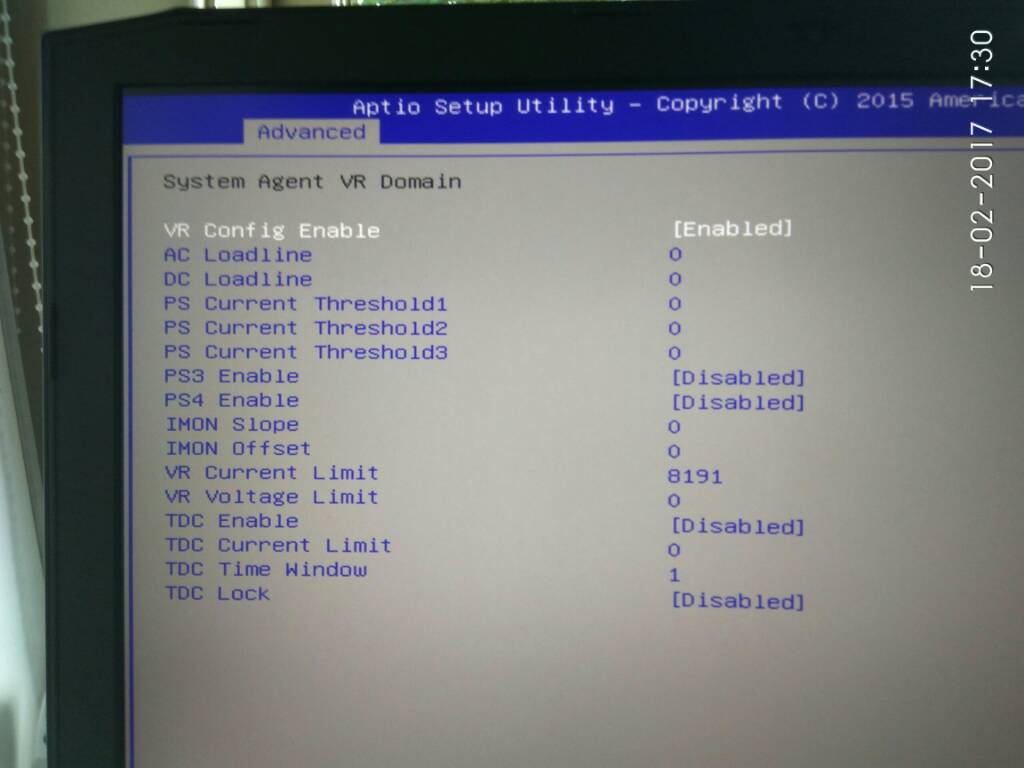 Aptio Setup Utility – Copyright (C) 2015
Advanced
System Agent VR Domain
VR Config Enable [Enabled]
AC Loadline 0
DC Loadline 0
PS Current Threshold1 0
PS Current Threshold2 0
PS Current Threshold3 0
PS3 Enable [Disabled]
PS4 Enable [Disabled]
IMON Slope 0
IMON Offset 0
VR Current Limit 8191
VR Voltage Limit 0
TDC Enable [Disabled]
TDC Current Limit 0
TDC Time Window 1
TDC Lock [Disabled]
18-02-2017 17:30